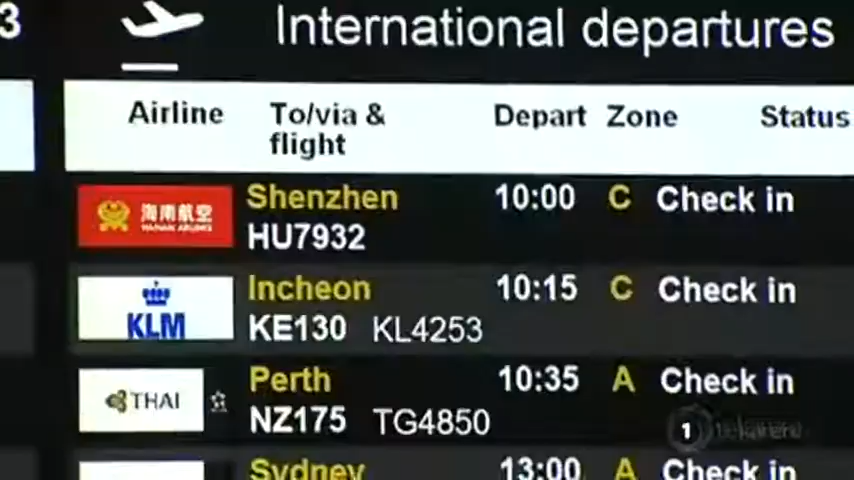 3
International departures
Airline To/via & flight Depart Zone Status
海南航空 Shenzhen 10:00 C Check in
HAINAN AIRLINES HU7932
Incheon 10:15 C Check in
KLM KE130 KL4253
THAI Perth 10:35 A Check in
NZ175 TG4850
1
Sydney 13:00 A Check in